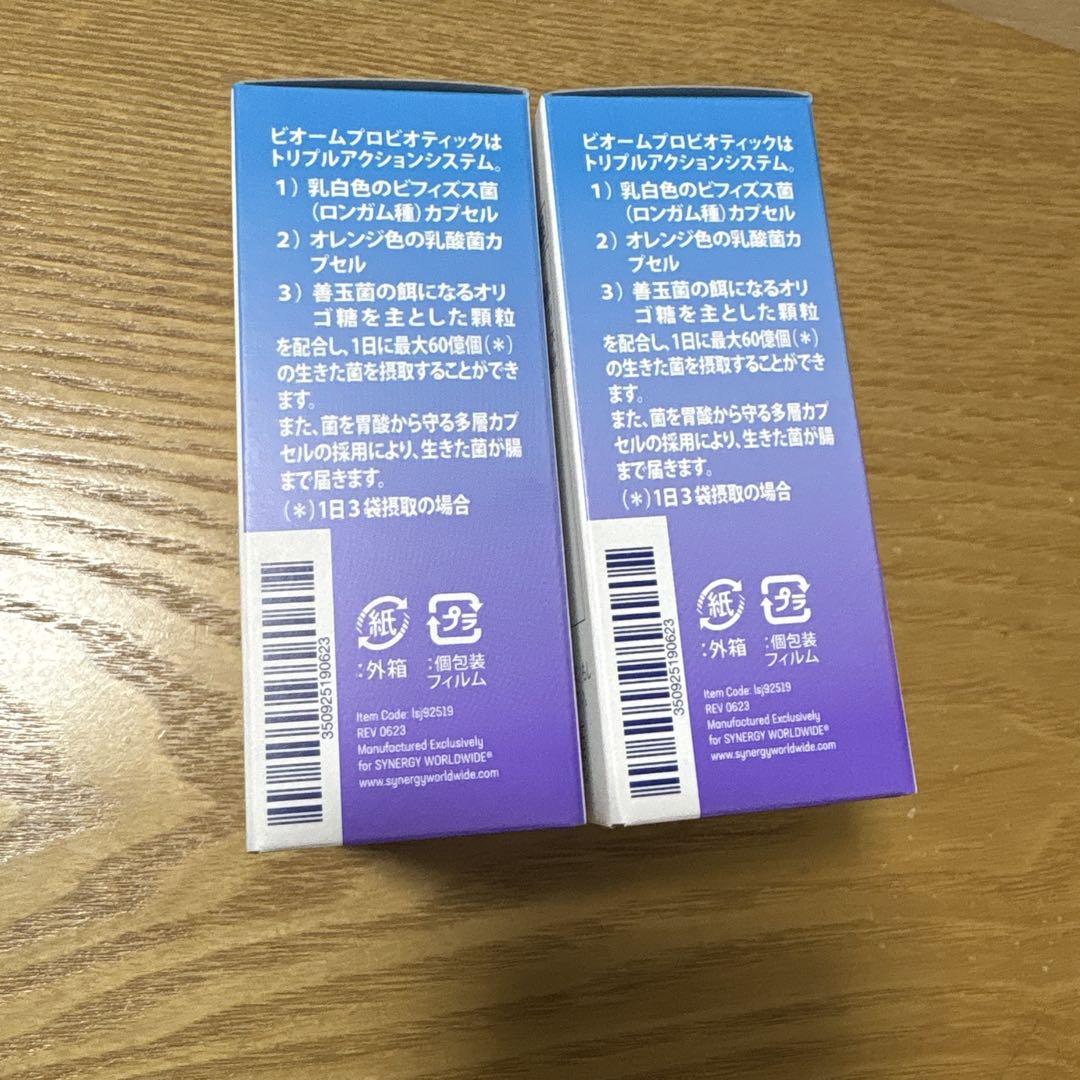 ビオームプロビオティックは
トリプルアクションシステム。
1）乳白色のビフィズス菌
（ロンガム種）カプセル
2）オレンジ色の乳酸菌カ
プセル
3）善玉菌の餌になるオリ
ゴ糖を主とした顆粒
を配合し、1日に最大60億個（＊）
の生きた菌を摂取することができ
ます。
また、菌を胃酸から守る多層カプ
セルの採用により、生きた菌が腸
まで届きます。
（＊）1日3袋摂取の場合
350925190623
紙
:外箱
プラ
:個包装
フィルム
Item Code: lsj92519
REV 0623
Manufactured Exclusively
for SYNERGY WORLDWIDE®
www.synergyworldwide.com
ビオームプロビオティックは
トリプルアクションシステム。
1）乳白色のビフィズス菌
（ロンガム種）カプセル
2）オレンジ色の乳酸菌カ
プセル
3）善玉菌の餌になるオリ
ゴ糖を主とした顆粒
を配合し、1日に最大60億個（＊）
の生きた菌を摂取することができ
ます。
また、菌を胃酸から守る多層カプ
セルの採用により、生きた菌が腸
まで届きます。
（＊）1日3袋摂取の場合
350925190623
紙
:外箱
プラ
:個包装
フィルム
Item Code: lsj92519
REV 0623
Manufactured Exclusively
for SYNERGY WORLDWIDE®
www.synergyworldwide.com